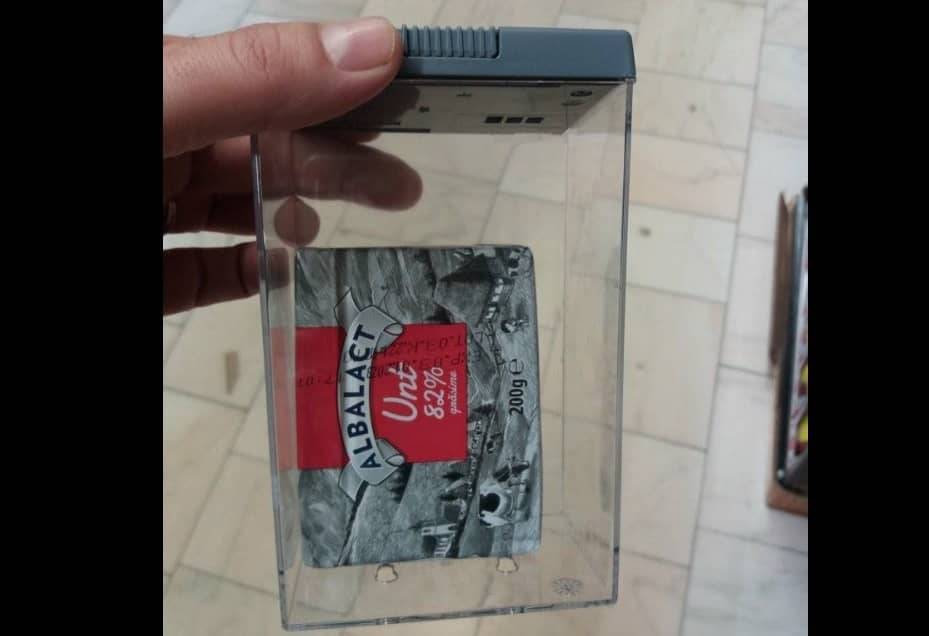 ALBALACT
Unt
82%
grăsime
200g e